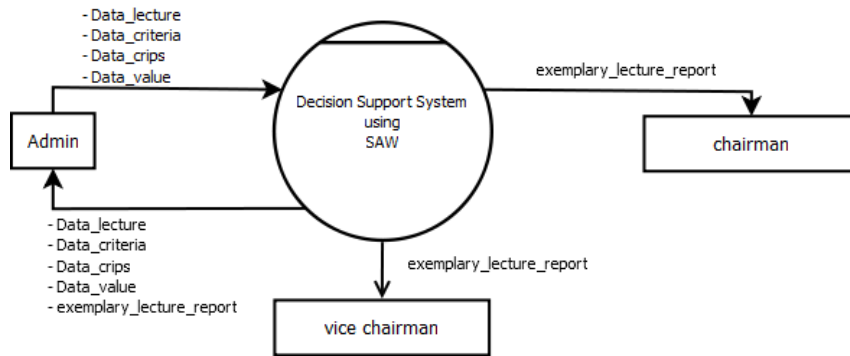 - Data_lecture
- Data_criteria
- Data_crips
- Data_value
exemplary_lecture_report
Decision Support System
using
SAW
Admin
chairman
- Data_lecture
- Data_criteria
- Data_crips
- Data_value
- exemplary_lecture_report
exemplary_lecture_report
vice chairman